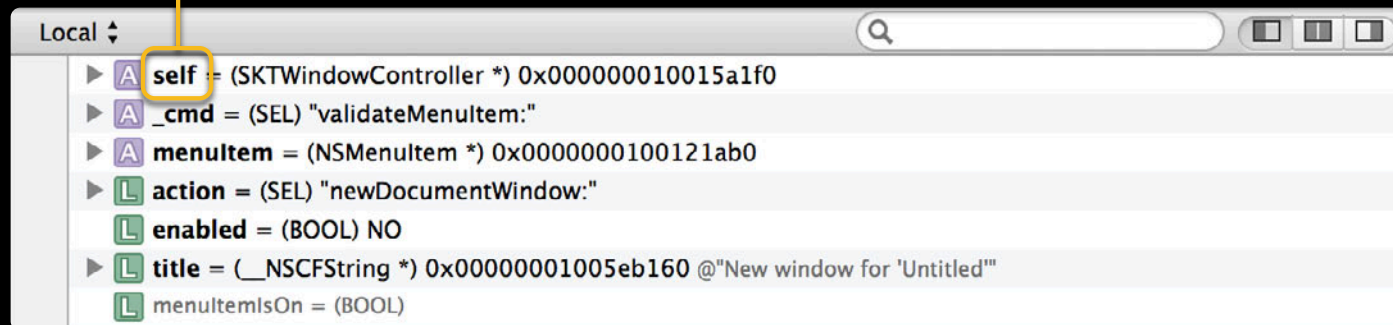 Local
A self = (SKTWindowController *) 0x000000010015a1f0
A _cmd = (SEL) "validateMenuItem:"
A menuItem = (NSMenuItem *) 0x0000000100121ab0
L action = (SEL) "newDocumentWindow:"
L enabled = (BOOL) NO
L title = (__NSCFString *) 0x00000001005eb160 @"New window for 'Untitled'"
L menuItemIsOn = (BOOL)